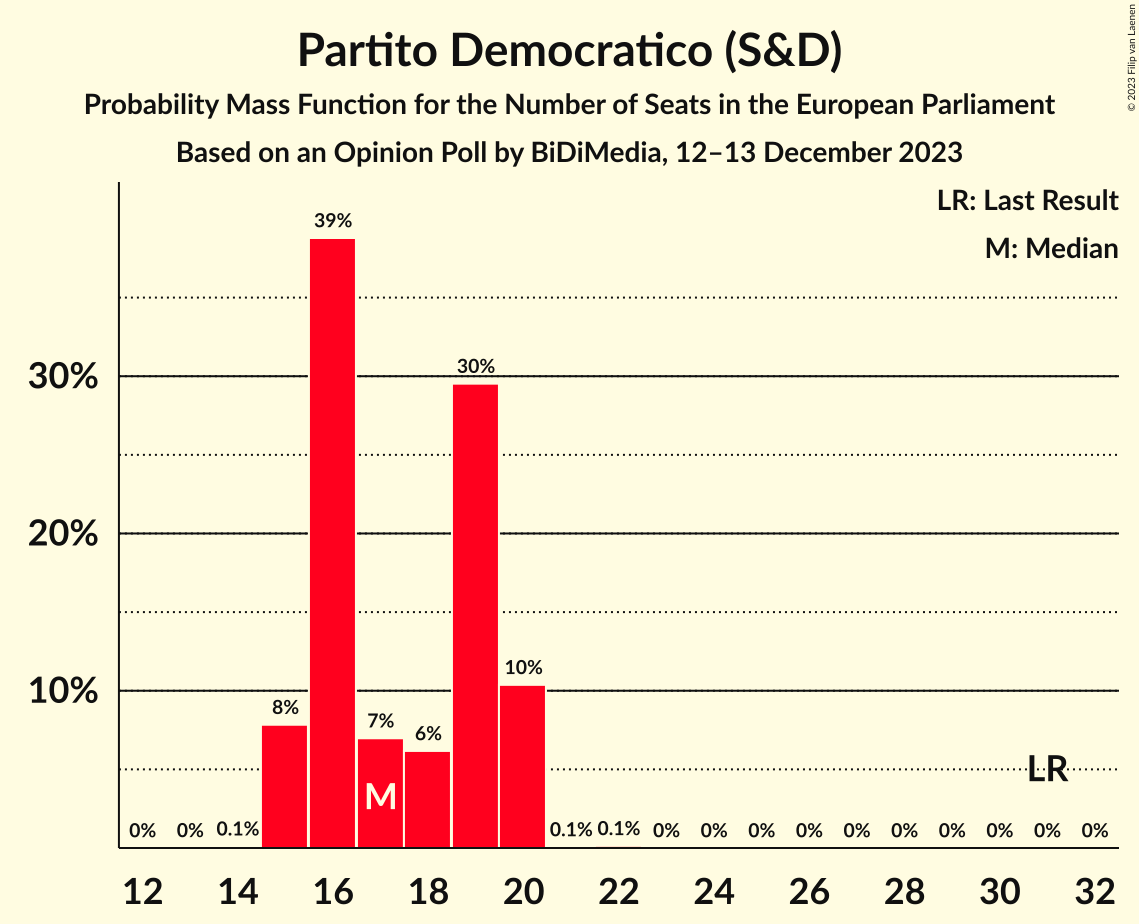 Partito Democratico (S&D)
Probability Mass Function for the Number of Seats in the European Parliament
Based on an Opinion Poll by BiDiMedia, 12–13 December 2023
© 2023 Filip van Laenen
LR: Last Result
M: Median
39%
30%
30%
20%
10%
10%
8%
7%
6%
LR
M
0% 0% 0.1% 0.1% 0.1% 0% 0% 0% 0% 0% 0% 0% 0% 0% 0%
12 14 16 18 20 22 24 26 28 30 32